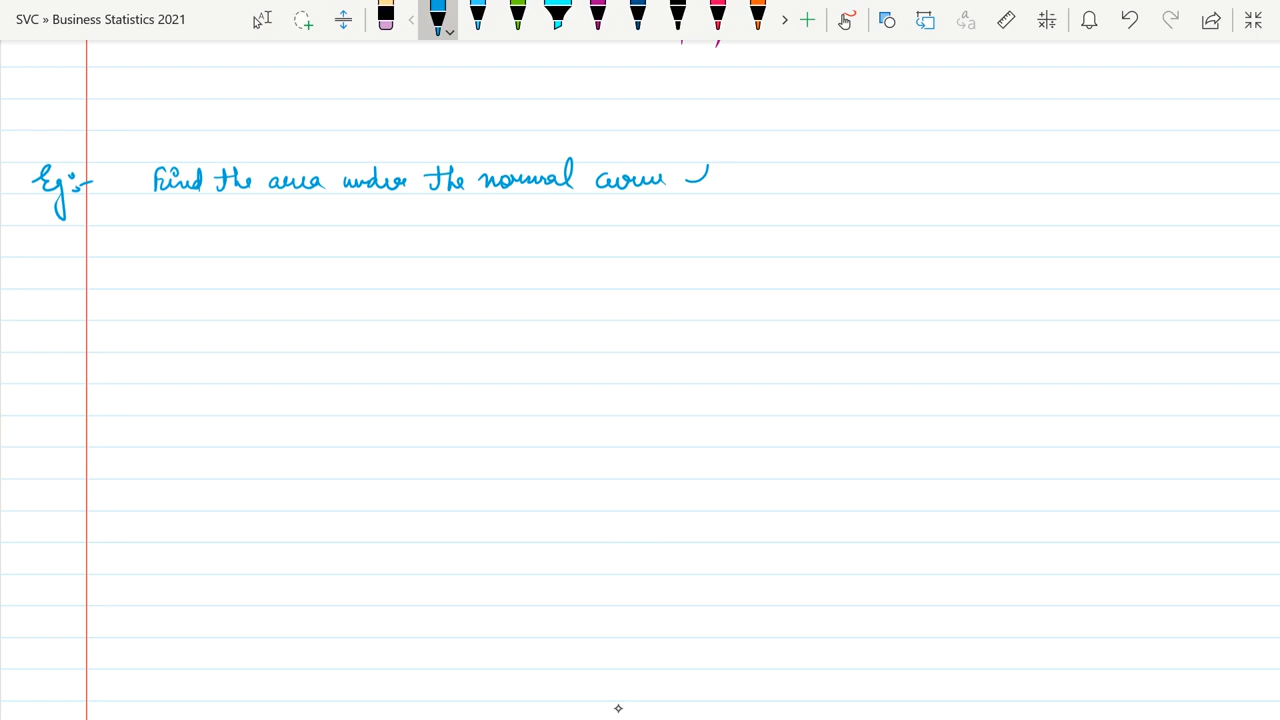 SVC » Business Statistics 2021
Eg:- Find the area under the normal curve